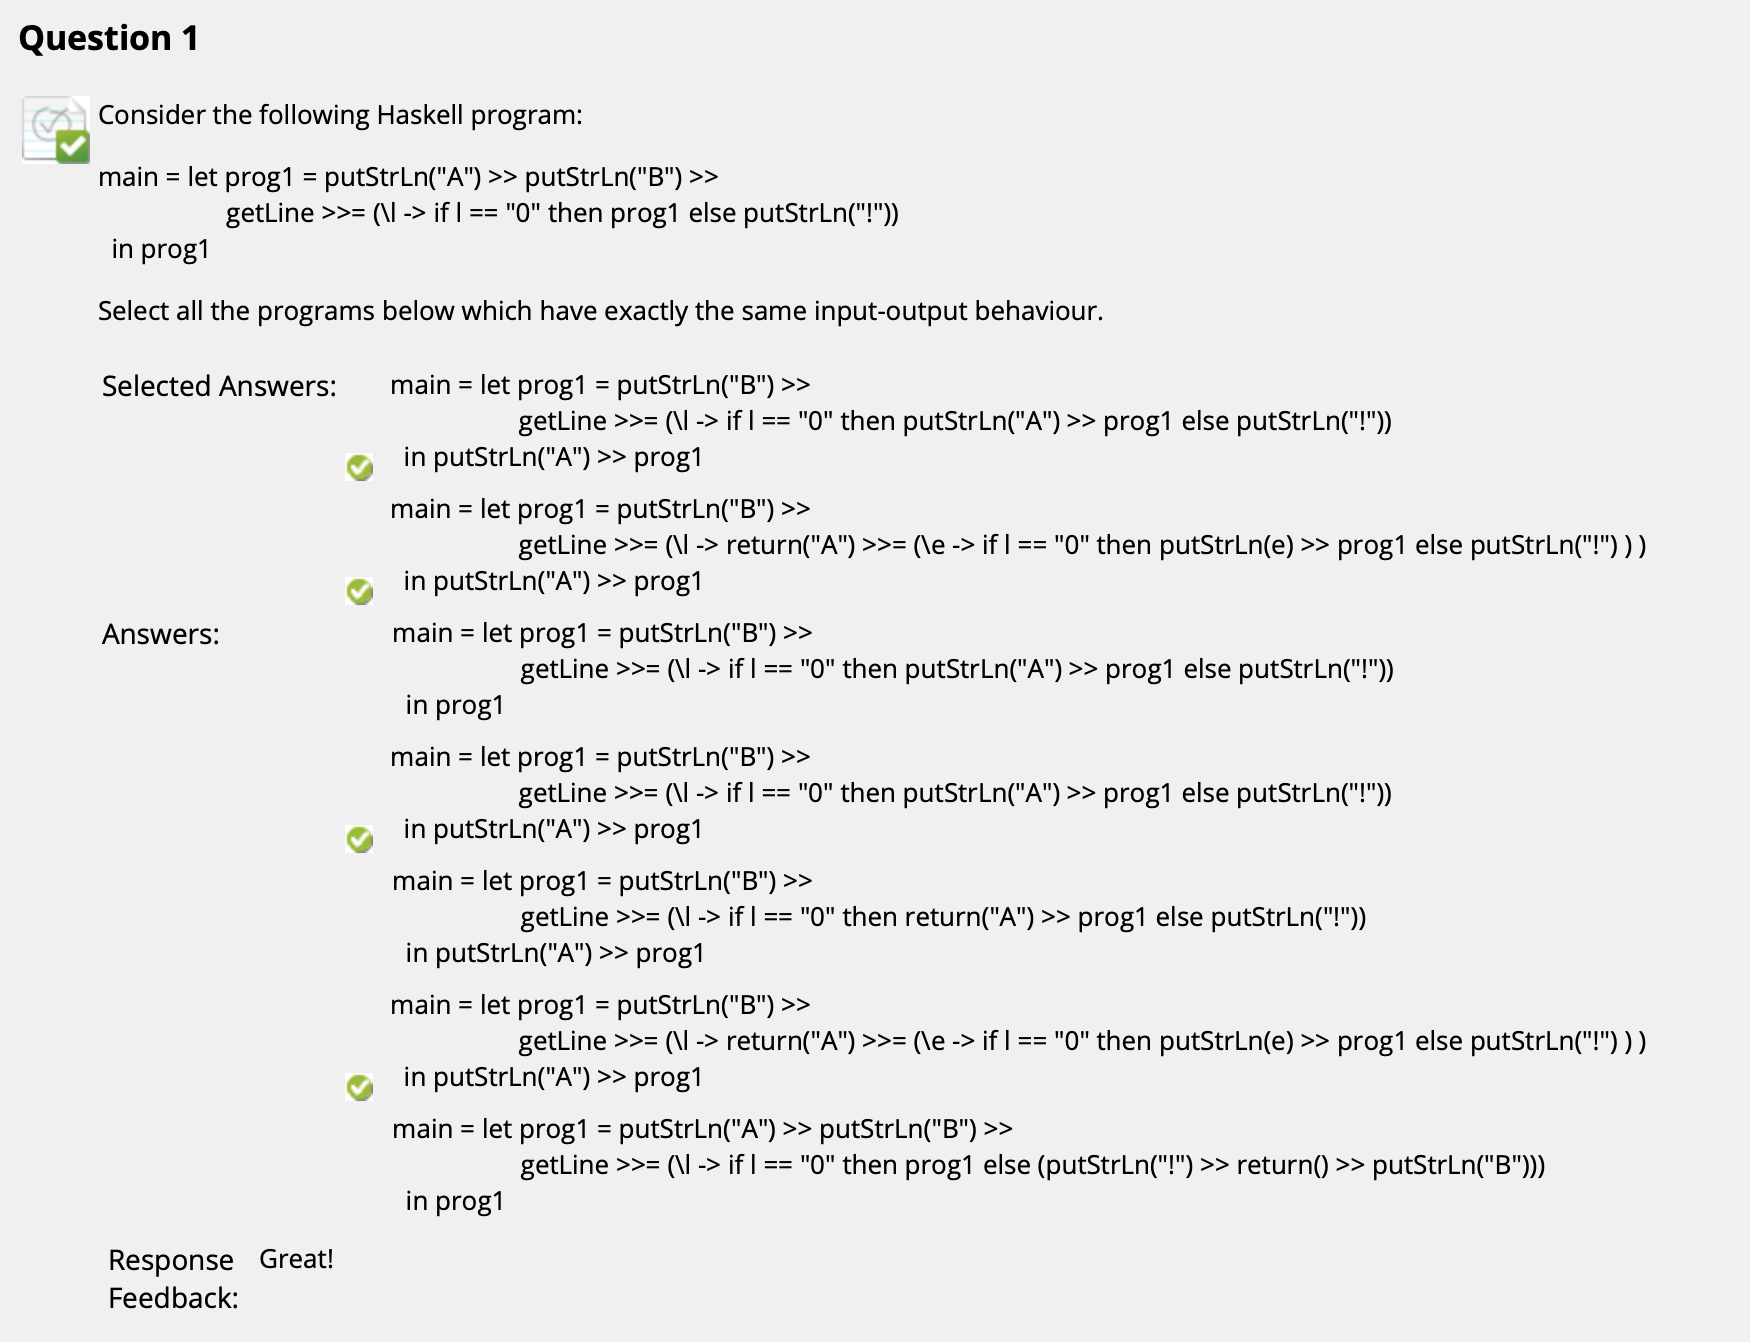 Question 1
Consider the following Haskell program:
main = let prog1 = putStrLn("A") >> putStrLn("B") >>
getLine >>= (\l -> if l == "0" then prog1 else putStrLn("!"))
in prog1
Select all the programs below which have exactly the same input-output behaviour.
Selected Answers: main = let prog1 = putStrLn("B") >>
getLine >>= (\l -> if l == "0" then putStrLn("A") >> prog1 else putStrLn("!"))
in putStrLn("A") >> prog1
main = let prog1 = putStrLn("B") >>
getLine >>= (\l -> return("A") >>= (\e -> if l == "0" then putStrLn(e) >> prog1 else putStrLn("!") ) )
in putStrLn("A") >> prog1
Answers: main = let prog1 = putStrLn("B") >>
getLine >>= (\l -> if l == "0" then putStrLn("A") >> prog1 else putStrLn("!"))
in prog1
main = let prog1 = putStrLn("B") >>
getLine >>= (\l -> if l == "0" then putStrLn("A") >> prog1 else putStrLn("!"))
in putStrLn("A") >> prog1
main = let prog1 = putStrLn("B") >>
getLine >>= (\l -> if l == "0" then return("A") >> prog1 else putStrLn("!"))
in putStrLn("A") >> prog1
main = let prog1 = putStrLn("B") >>
getLine >>= (\l -> return("A") >>= (\e -> if l == "0" then putStrLn(e) >> prog1 else putStrLn("!") ) )
in putStrLn("A") >> prog1
main = let prog1 = putStrLn("A") >> putStrLn("B") >>
getLine >>= (\l -> if l == "0" then prog1 else (putStrLn("!") >> return() >> putStrLn("B")))
in prog1
Response Great!
Feedback: